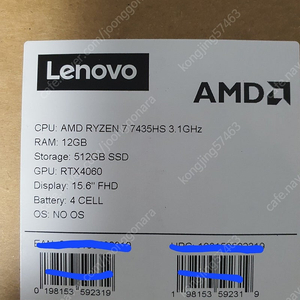 Lenovo
AMD
CPU: AMD RYZEN 7 7435HS 3.1GHz
RAM: 12GB
Storage: 512GB SSD
GPU: RTX4060
Display: 15.6" FHD
Battery: 4 CELL
OS: NO OS
0 198153 592319
1 98153 59231 9